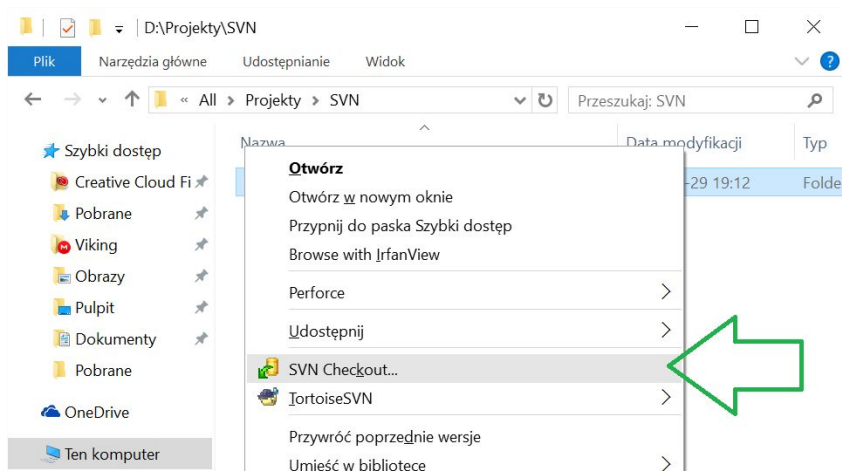 D:\Projekty\SVN
Plik Narzędzia główne Udostępnianie Widok
« All > Projekty > SVN Przeszukaj: SVN
Szybki dostęp
Creative Cloud Fi
Pobrane
Viking
Obrazy
Pulpit
Dokumenty
Pobrane
OneDrive
Ten komputer
Nazwa Data modyfikacji Typ
-29 19:12 Folde
Otwórz
Otwórz w nowym oknie
Przypnij do paska Szybki dostęp
Browse with IrfanView
Perforce
Udostępnij
SVN Checkout...
TortoiseSVN
Przywróć poprzednie wersje
Umieść w bibliotece